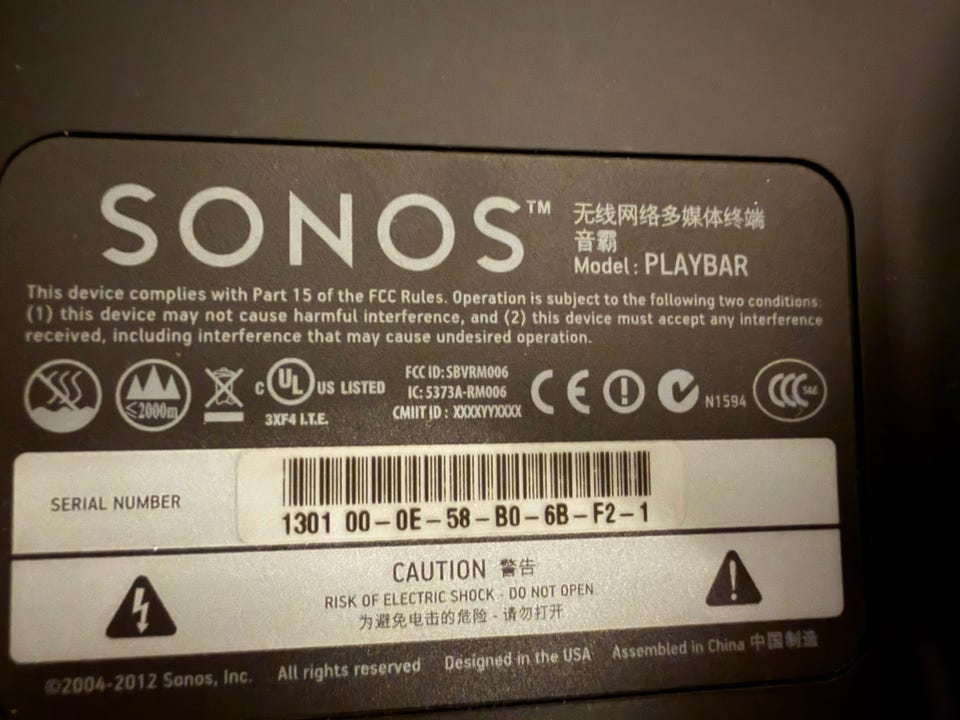 SONOS™
无线网络多媒体终端
音霸
Model : PLAYBAR
This device complies with Part 15 of the FCC Rules. Operation is subject to the following two conditions:
(1) this device may not cause harmful interference, and (2) this device must accept any interference
received, including interference that may cause undesired operation.
≤2000m
C UL US LISTED
3XF4 I.T.E.
FCC ID: SBVRM006
IC: 5373A-RM006
CMIIT ID : XXXXYYXXXX
CE
N1594
CCC S&E
SERIAL NUMBER
1301 00-0E-58-B0-6B-F2-1
CAUTION 警告
RISK OF ELECTRIC SHOCK - DO NOT OPEN
为避免电击的危险 - 请勿打开
©2004-2012 Sonos, Inc. All rights reserved Designed in the USA Assembled in China 中国制造